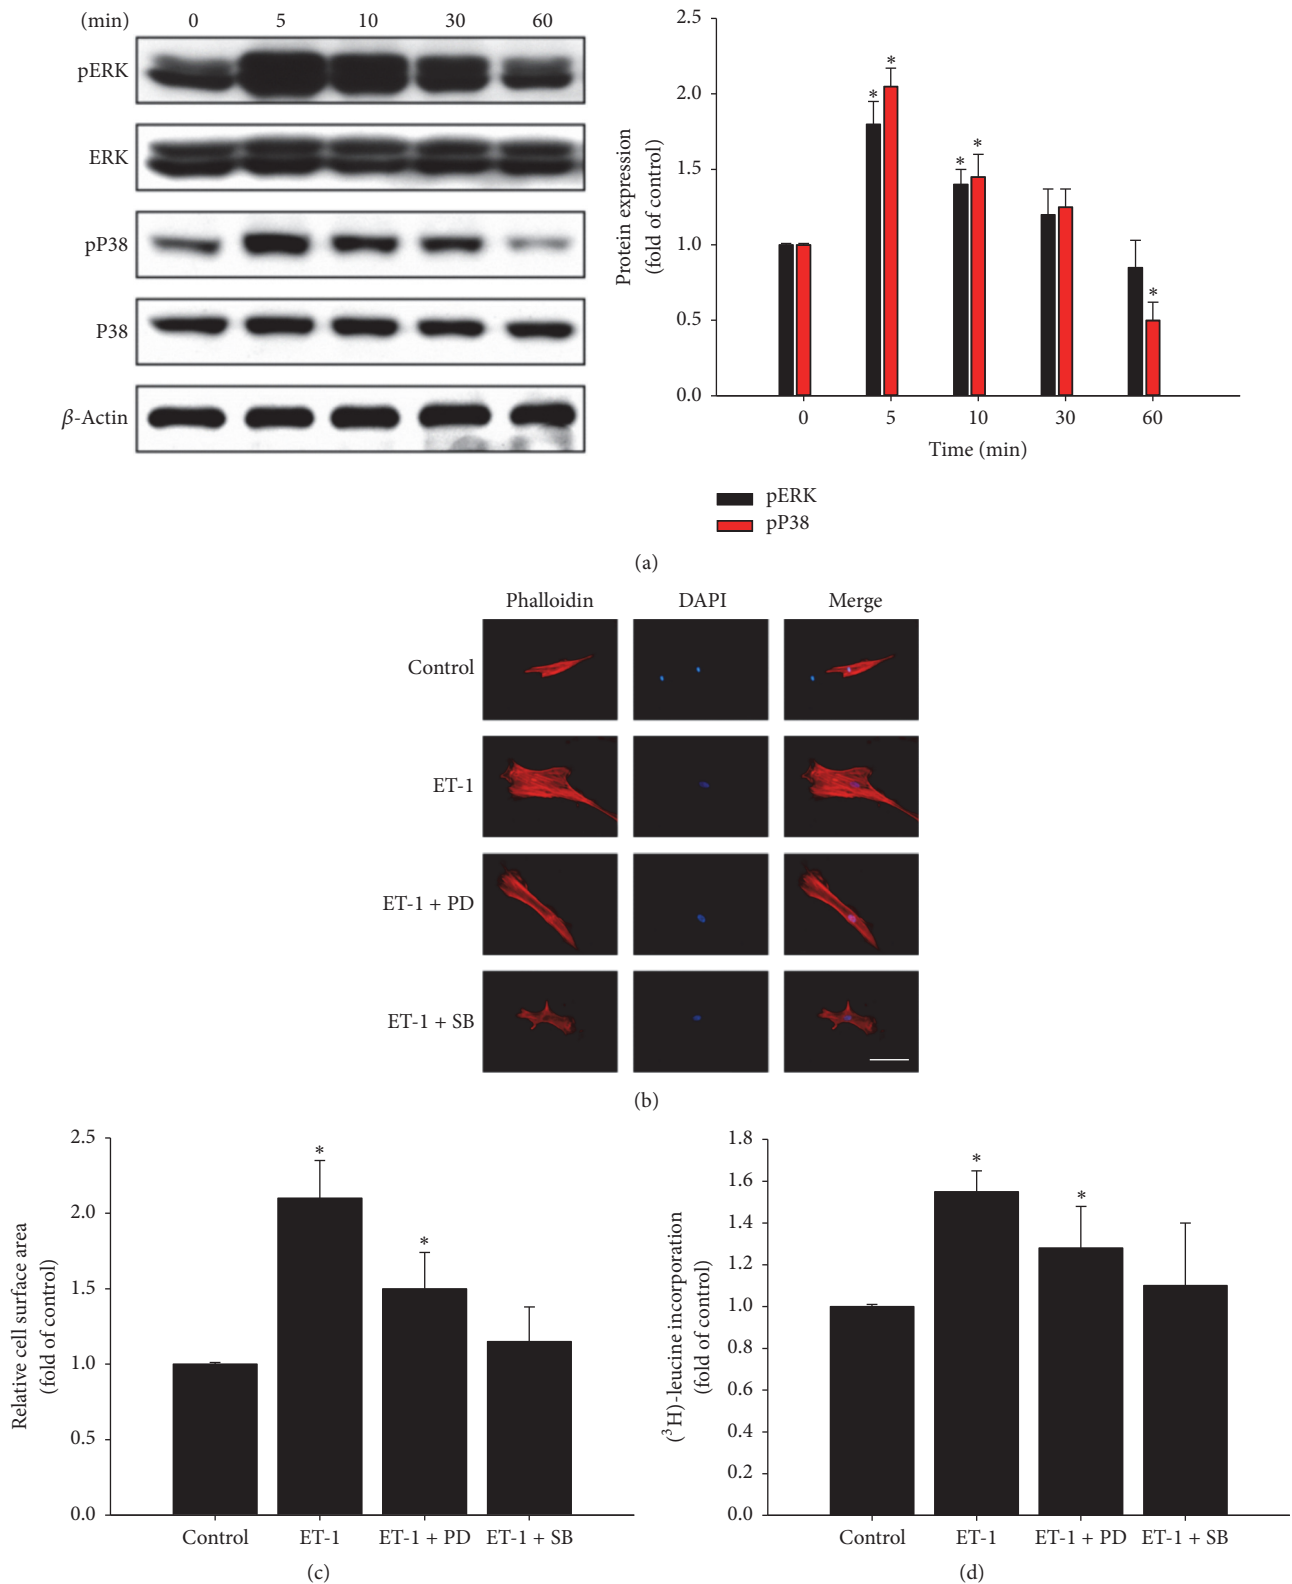 (min) 0 5 10 30 60
pERK
ERK
pP38
P38
β-Actin
Protein expression
(fold of control)
2.5
2.0
1.5
1.0
0.5
0.0
* * * * *
0 5 10 30 60
Time (min)
pERK
pP38
(a)
Phalloidin DAPI Merge
Control
ET-1
ET-1 + PD
ET-1 + SB
(b)
Relative cell surface area
(fold of control)
2.5
2.0
1.5
1.0
0.5
0.0
* *
Control ET-1 ET-1 + PD ET-1 + SB
(c)
(³H)-leucine incorporation
(fold of control)
1.8
1.6
1.4
1.2
1.0
0.8
0.6
0.4
0.2
0.0
* *
Control ET-1 ET-1 + PD ET-1 + SB
(d)